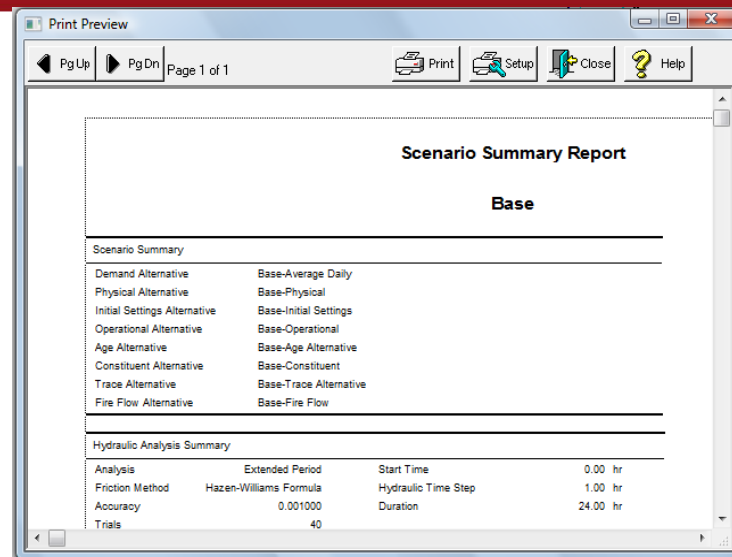 Print Preview
Pg Up Pg Dn Page 1 of 1 Print Setup Close Help
Scenario Summary Report
Base
Scenario Summary
Demand Alternative Base-Average Daily
Physical Alternative Base-Physical
Initial Settings Alternative Base-Initial Settings
Operational Alternative Base-Operational
Age Alternative Base-Age Alternative
Constituent Alternative Base-Constituent
Trace Alternative Base-Trace Alternative
Fire Flow Alternative Base-Fire Flow
Hydraulic Analysis Summary
Analysis Extended Period Start Time 0.00 hr
Friction Method Hazen-Williams Formula Hydraulic Time Step 1.00 hr
Accuracy 0.001000 Duration 24.00 hr
Trials 40